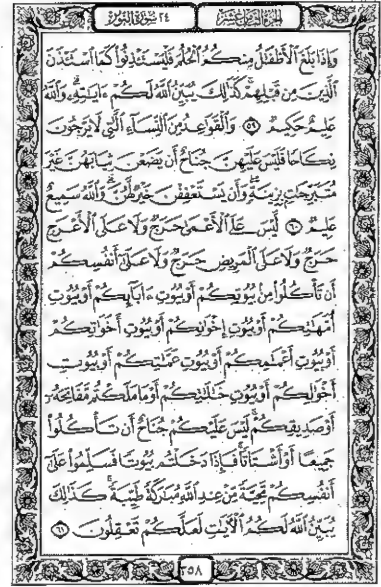 الجزء الثامن عشر
٢٤ سورة النور
وَإِذَا بَلَغَ ٱلْأَطْفَٰلُ مِنكُمُ ٱلْحُلُمَ فَلْيَسْتَـْٔذِنُوا۟ كَمَا ٱسْتَـْٔذَنَ
ٱلَّذِينَ مِن قَبْلِهِمْ ۚ كَذَٰلِكَ يُبَيِّنُ ٱللَّهُ لَكُمْ ءَايَٰتِهِۦ ۗ وَٱللَّهُ
عَلِيمٌ حَكِيمٌ ٥٩ وَٱلْقَوَٰعِدُ مِنَ ٱلنِّسَآءِ ٱلَّٰتِى لَا يَرْجُونَ
نِكَاحًا فَلَيْسَ عَلَيْهِنَّ جُنَاحٌ أَن يَضَعْنَ ثِيَابَهُنَّ غَيْرَ
مُتَبَرِّجَٰتٍۭ بِزِينَةٍ ۖ وَأَن يَسْتَعْفِفْنَ خَيْرٌ لَّهُنَّ ۗ وَٱللَّهُ سَمِيعٌ
عَلِيمٌ ٦٠ لَّيْسَ عَلَى ٱلْأَعْمَىٰ حَرَجٌ وَلَا عَلَى ٱلْأَعْرَجِ
حَرَجٌ وَلَا عَلَى ٱلْمَرِيضِ حَرَجٌ وَلَا عَلَىٰٓ أَنفُسِكُمْ
أَن تَأْكُلُوا۟ مِنۢ بُيُوتِكُمْ أَوْ بُيُوتِ ءَابَآئِكُمْ أَوْ بُيُوتِ
أُمَّهَٰتِكُمْ أَوْ بُيُوتِ إِخْوَٰنِكُمْ أَوْ بُيُوتِ أَخَوَٰتِكُمْ
أَوْ بُيُوتِ أَعْمَٰمِكُمْ أَوْ بُيُوتِ عَمَّٰتِكُمْ أَوْ بُيُوتِ
أَخْوَٰلِكُمْ أَوْ بُيُوتِ خَٰلَٰتِكُمْ أَوْ مَا مَلَكْتُم مَّفَاتِحَهُۥٓ
أَوْ صَدِيقِكُمْ ۚ لَيْسَ عَلَيْكُمْ جُنَاحٌ أَن تَأْكُلُوا۟
جَمِيعًا أَوْ أَشْتَاتًا ۚ فَإِذَا دَخَلْتُم بُيُوتًا فَسَلِّمُوا۟ عَلَىٰٓ
أَنفُسِكُمْ تَحِيَّةً مِّنْ عِندِ ٱللَّهِ مُبَٰرَكَةً طَيِّبَةً ۚ كَذَٰلِكَ
يُبَيِّنُ ٱللَّهُ لَكُمُ ٱلْـَٔايَٰتِ لَعَلَّكُمْ تَعْقِلُونَ ٦١
٣٥٨